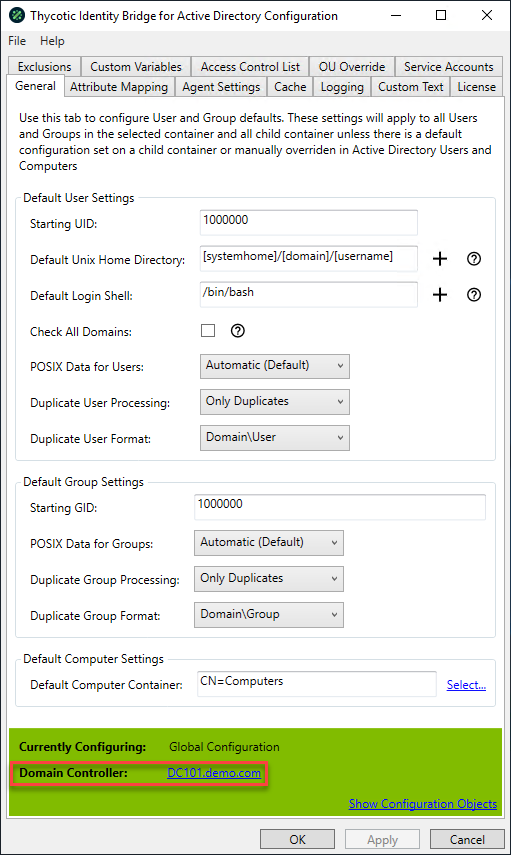 Thycotic Identity Bridge for Active Directory Configuration
File Help
Exclusions Custom Variables Access Control List OU Override Service Accounts
General Attribute Mapping Agent Settings Cache Logging Custom Text License
Use this tab to configure User and Group defaults. These settings will apply to all Users
and Groups in the selected container and all child container unless there is a default
configuration set on a child container or manually overriden in Active Directory Users and
Computers
Default User Settings
Starting UID: 1000000
Default Unix Home Directory: [systemhome]/[domain]/[username]
Default Login Shell: /bin/bash
Check All Domains:
POSIX Data for Users: Automatic (Default)
Duplicate User Processing: Only Duplicates
Duplicate User Format: Domain\User
Default Group Settings
Starting GID: 1000000
POSIX Data for Groups: Automatic (Default)
Duplicate Group Processing: Only Duplicates
Duplicate Group Format: Domain\Group
Default Computer Settings
Default Computer Container: CN=Computers Select...
Currently Configuring: Global Configuration
Domain Controller: DC101.demo.com
Show Configuration Objects
OK Apply Cancel